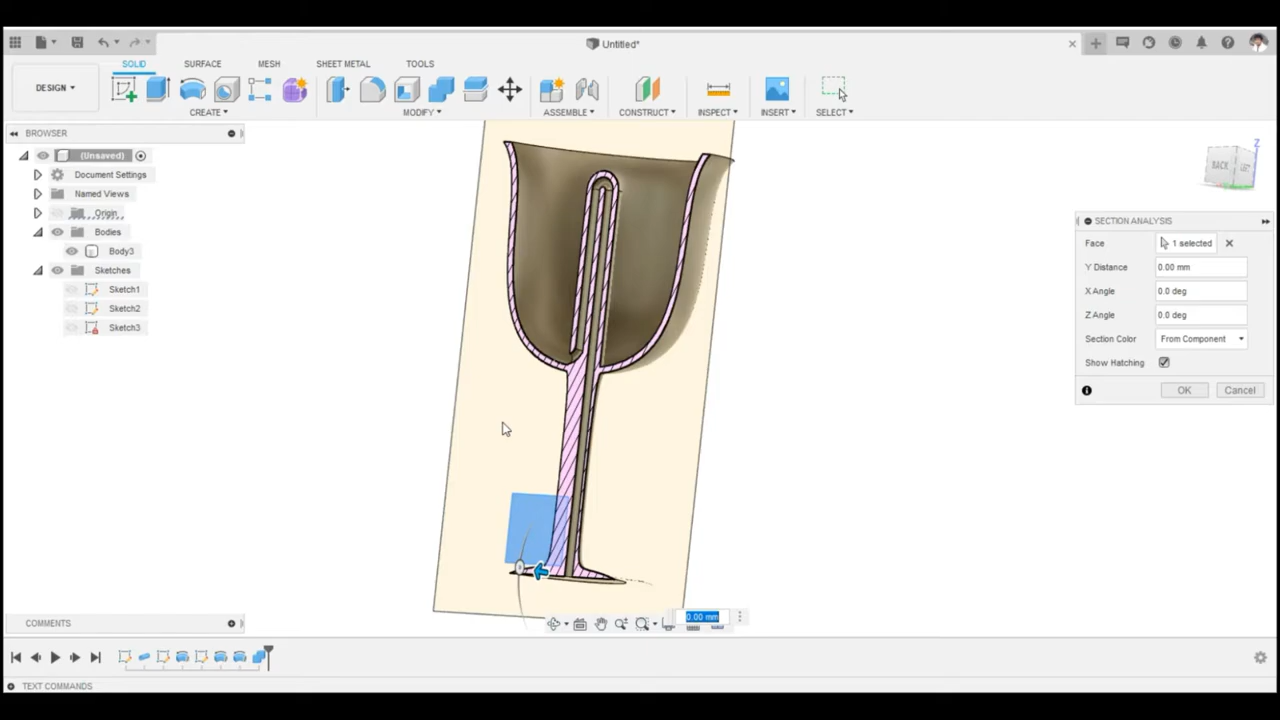 Untitled*
SOLID SURFACE MESH SHEET METAL TOOLS
DESIGN
CREATE MODIFY ASSEMBLE CONSTRUCT INSPECT INSERT SELECT
BROWSER
(Unsaved)
Document Settings
Named Views
Origin
Bodies
Body3
Sketches
Sketch1
Sketch2
Sketch3
Z
BACK
SECTION ANALYSIS
Face 1 selected
Y Distance 0.00 mm
X Angle 0.0 deg
Z Angle 0.0 deg
Section Color From Component
Show Hatching
OK Cancel
0.00 mm
COMMENTS
TEXT COMMANDS